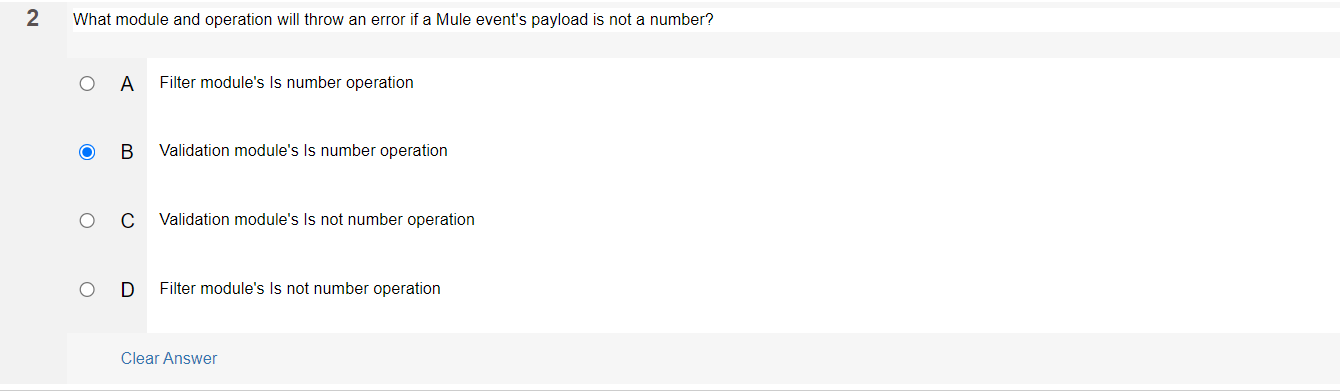 2 What module and operation will throw an error if a Mule event's payload is not a number?
A Filter module's Is number operation
B Validation module's Is number operation
C Validation module's Is not number operation
D Filter module's Is not number operation
Clear Answer